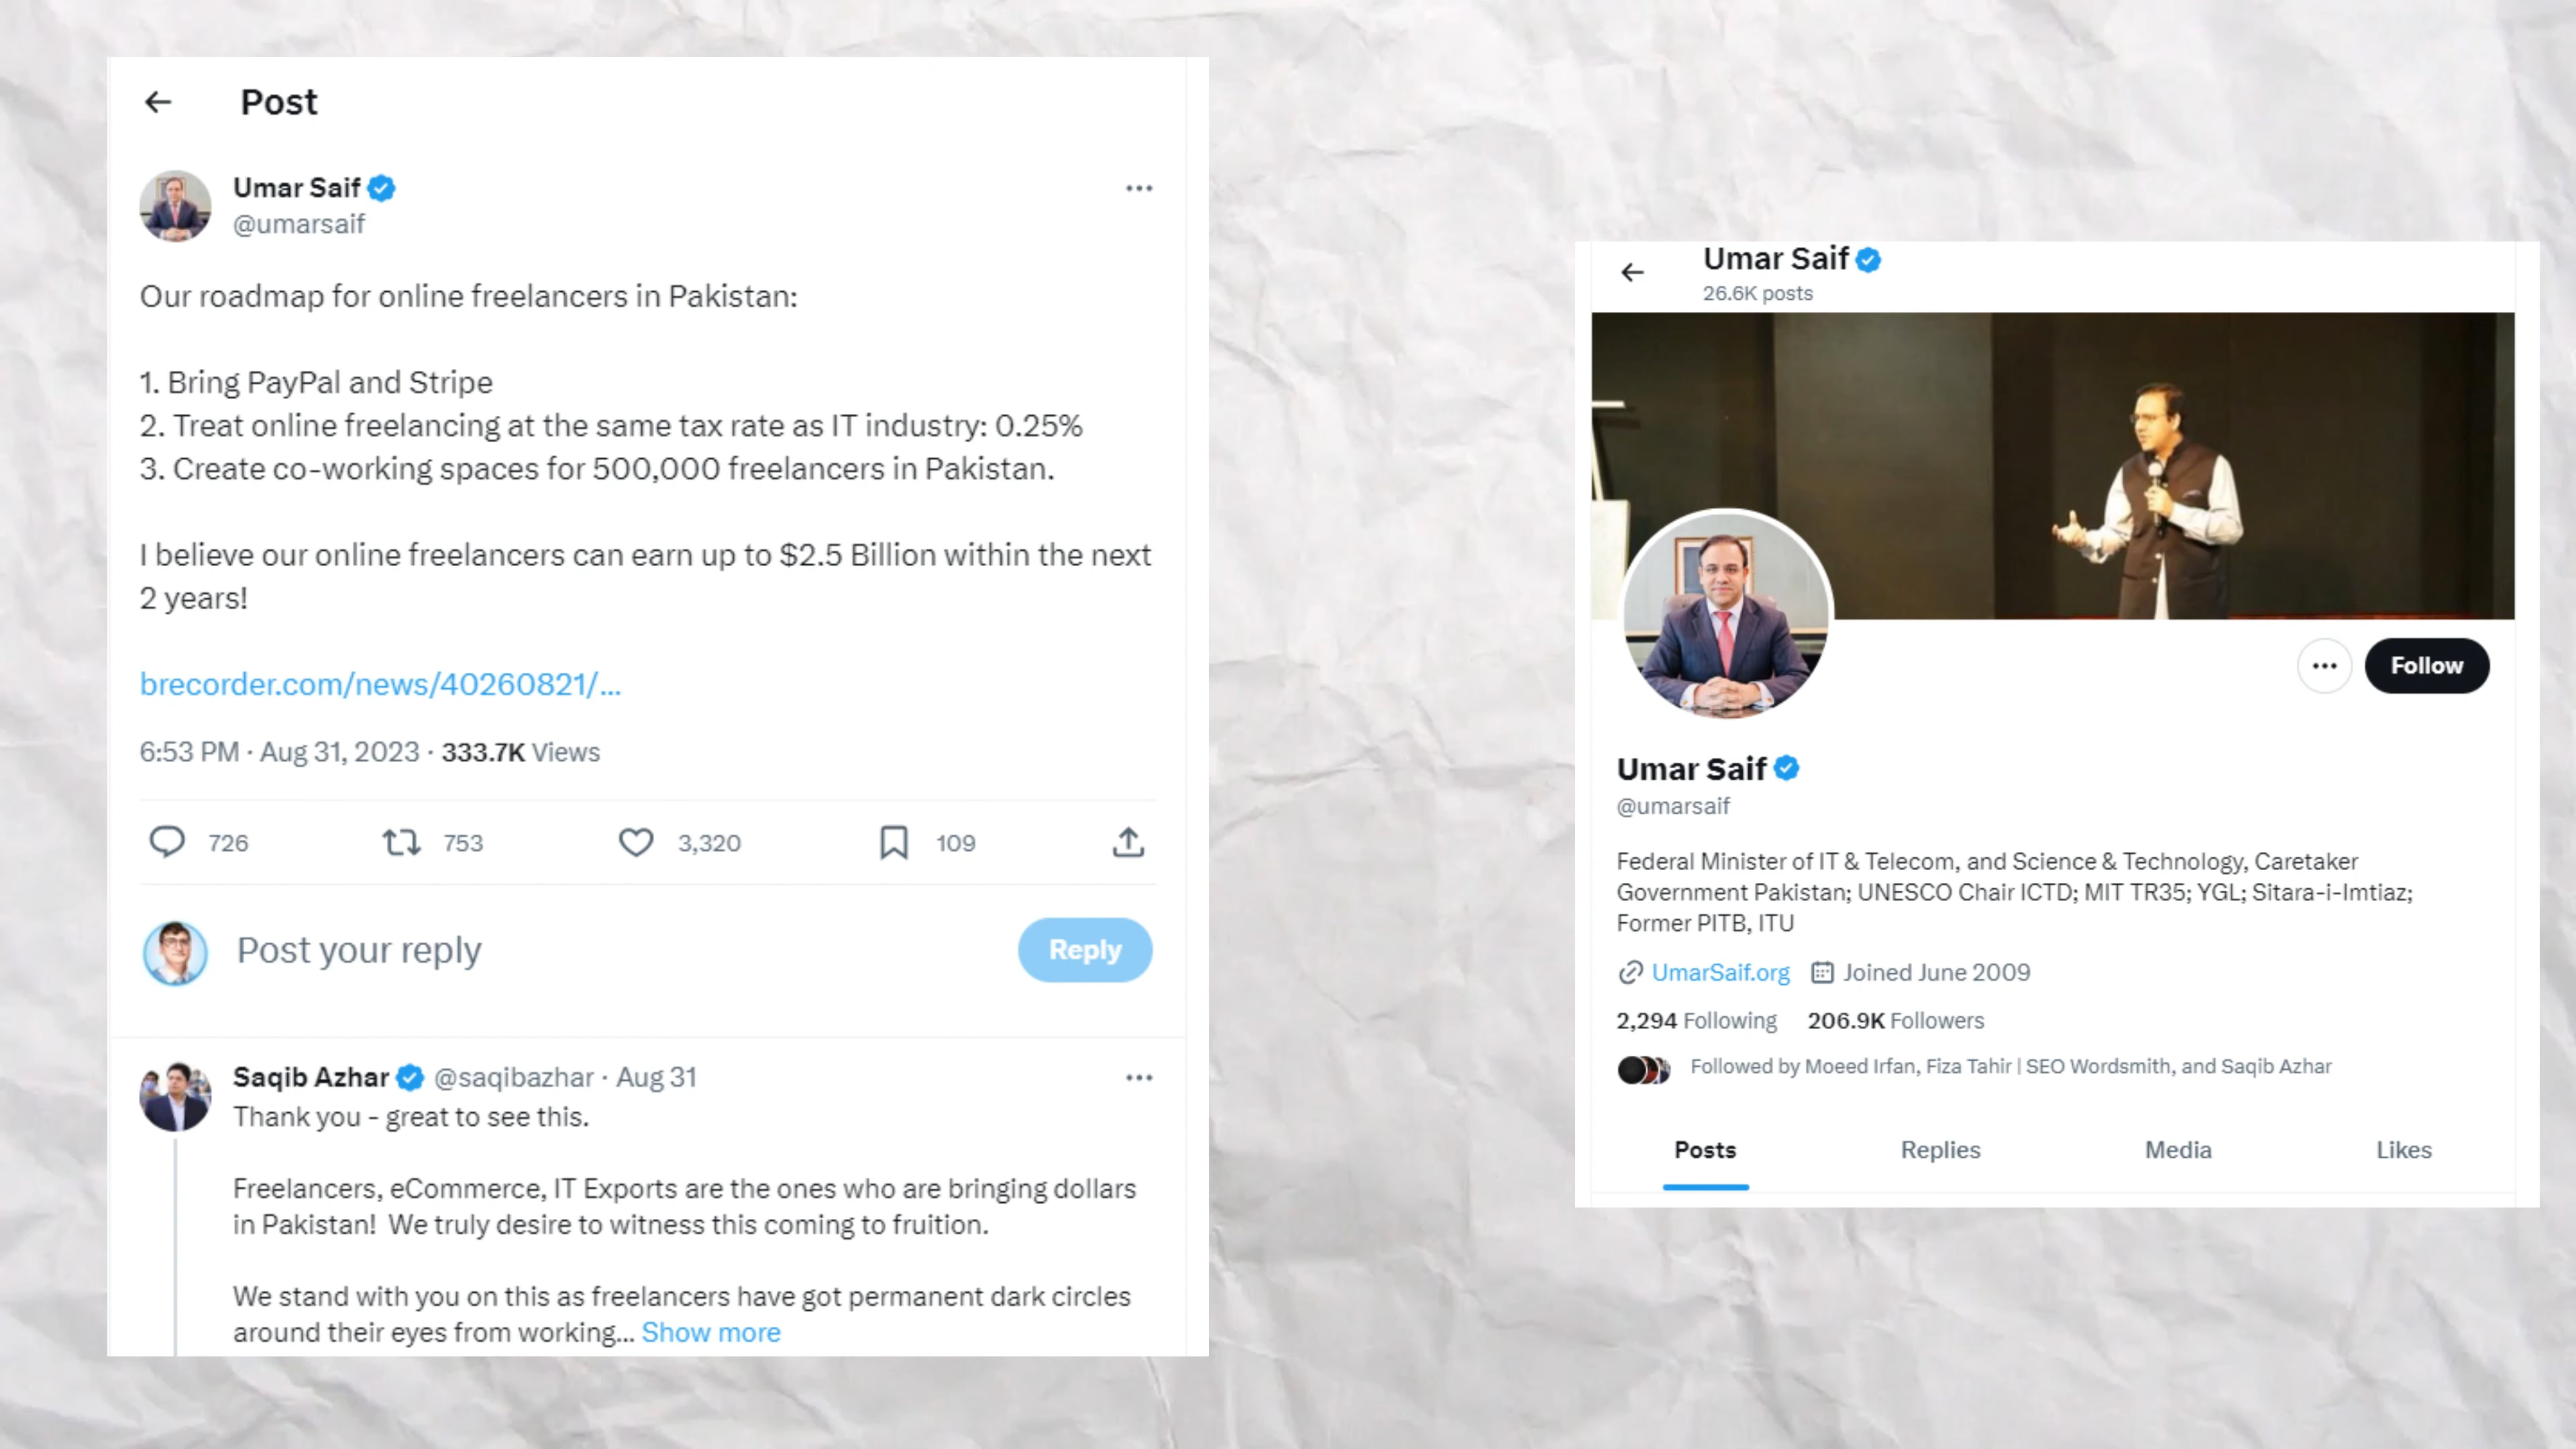 Post
Umar Saif
@umarsaif
Our roadmap for online freelancers in Pakistan:
1. Bring PayPal and Stripe
2. Treat online freelancing at the same tax rate as IT industry: 0.25%
3. Create co-working spaces for 500,000 freelancers in Pakistan.
I believe our online freelancers can earn up to $2.5 Billion within the next
2 years!
brecorder.com/news/40260821/...
6:53 PM · Aug 31, 2023 · 333.7K Views
726 753 3,320 109
Post your reply
Reply
Saqib Azhar @saqibazhar · Aug 31
Thank you - great to see this.
Freelancers, eCommerce, IT Exports are the ones who are bringing dollars
in Pakistan! We truly desire to witness this coming to fruition.
We stand with you on this as freelancers have got permanent dark circles
around their eyes from working... Show more
Umar Saif
26.6K posts
Follow
Umar Saif
@umarsaif
Federal Minister of IT & Telecom, and Science & Technology, Caretaker
Government Pakistan; UNESCO Chair ICTD; MIT TR35; YGL; Sitara-i-Imtiaz;
Former PITB, ITU
UmarSaif.org Joined June 2009
2,294 Following 206.9K Followers
Followed by Moeed Irfan, Fiza Tahir | SEO Wordsmith, and Saqib Azhar
Posts Replies Media Likes